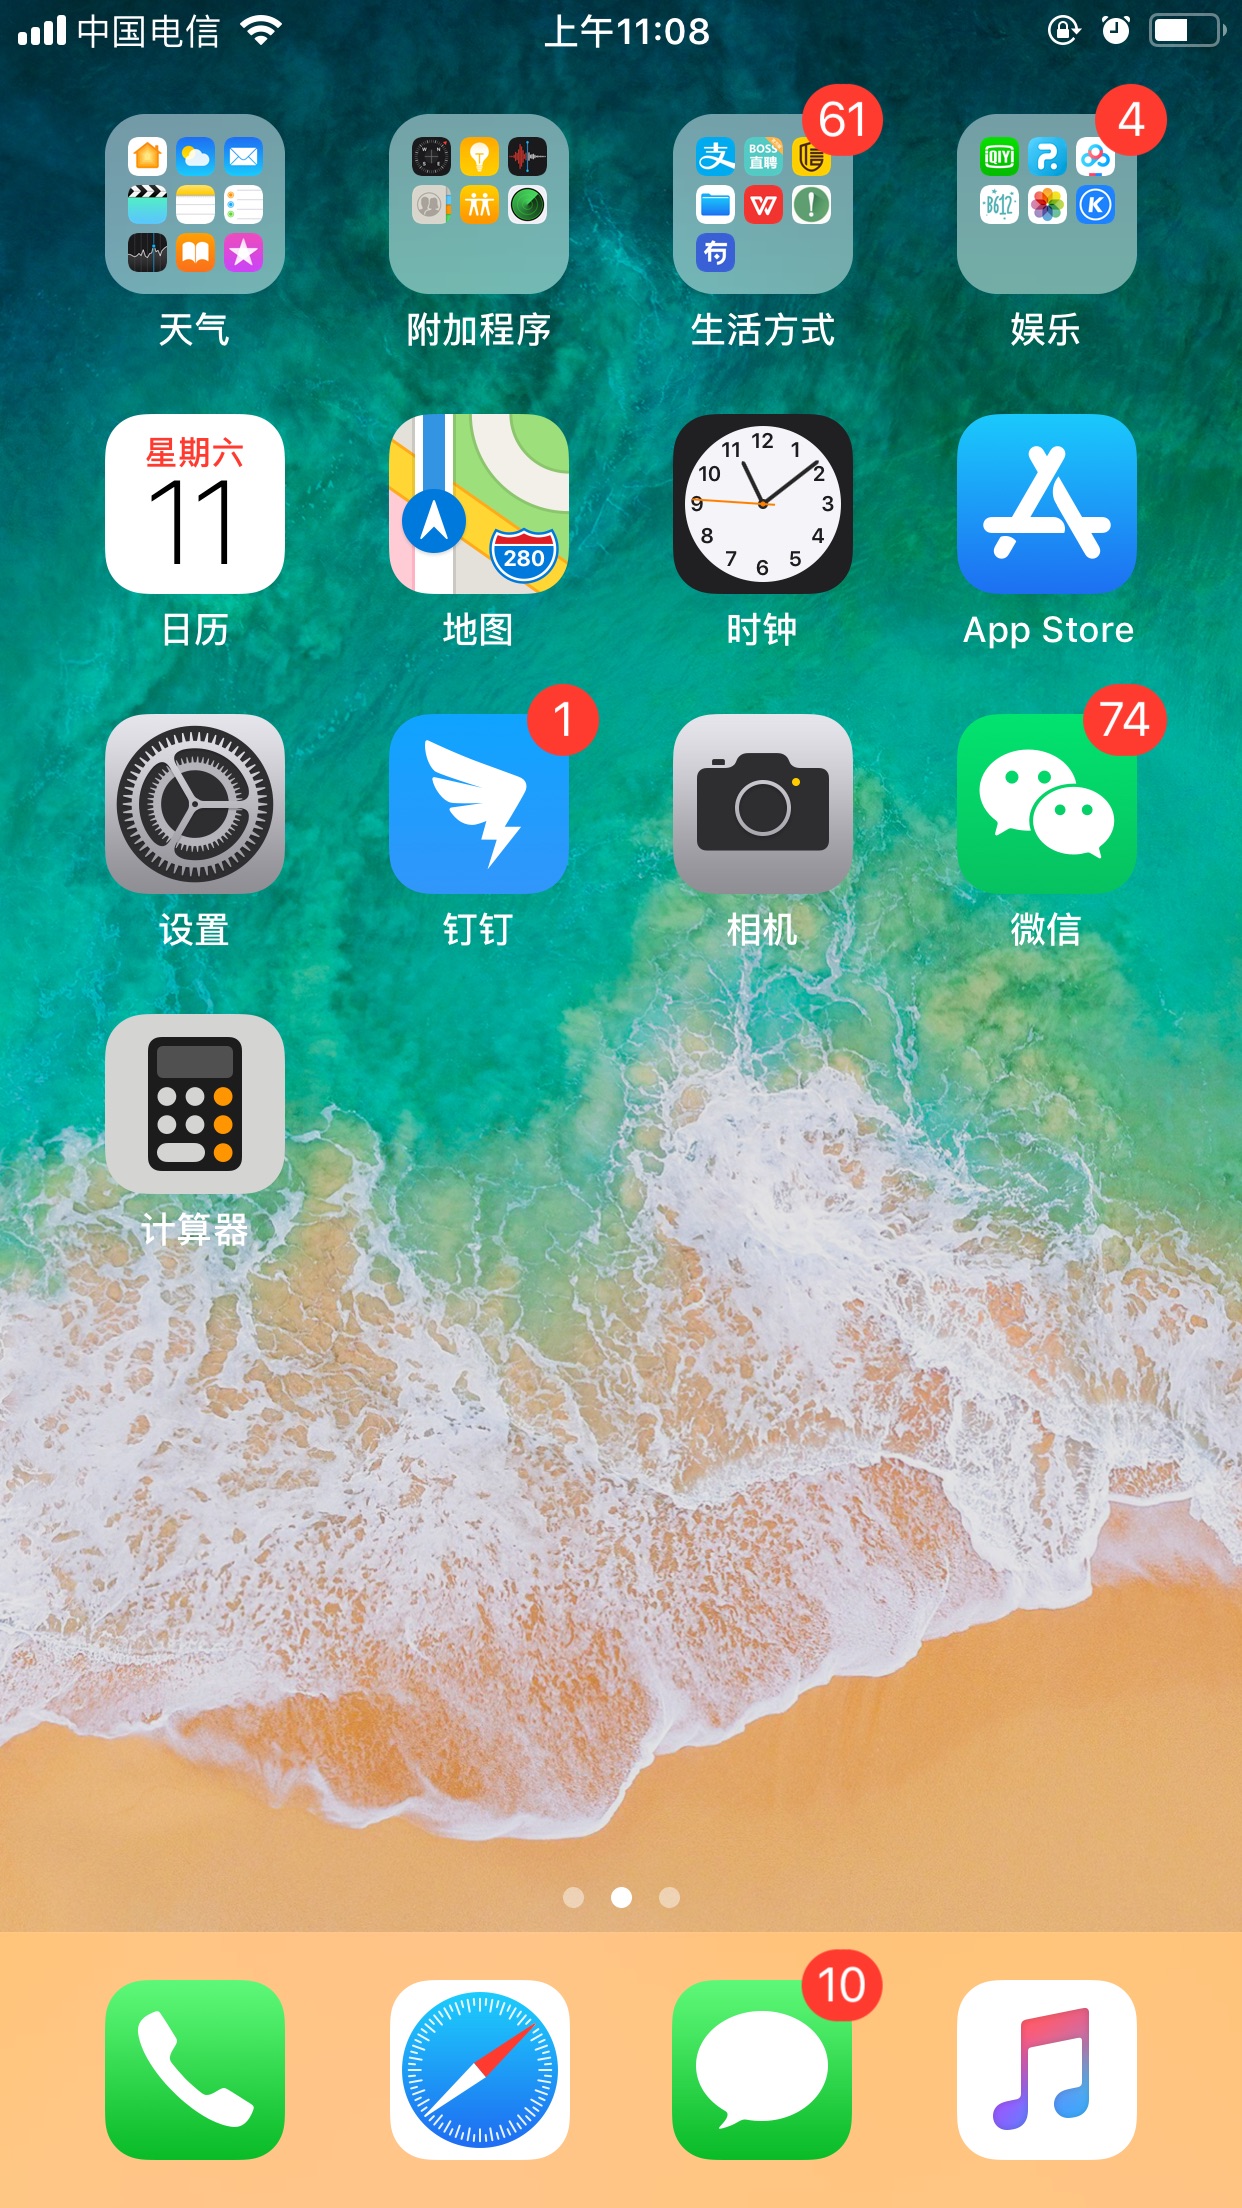 中国电信
上午11:08
61
4
BOSS
直聘
iQIYI
B612
K
天气
附加程序
生活方式
娱乐
星期六
11
280
12
1
2
3
4
5
6
7
8
9
10
11
日历
地图
时钟
App Store
1
74
设置
钉钉
相机
微信
计算器
10